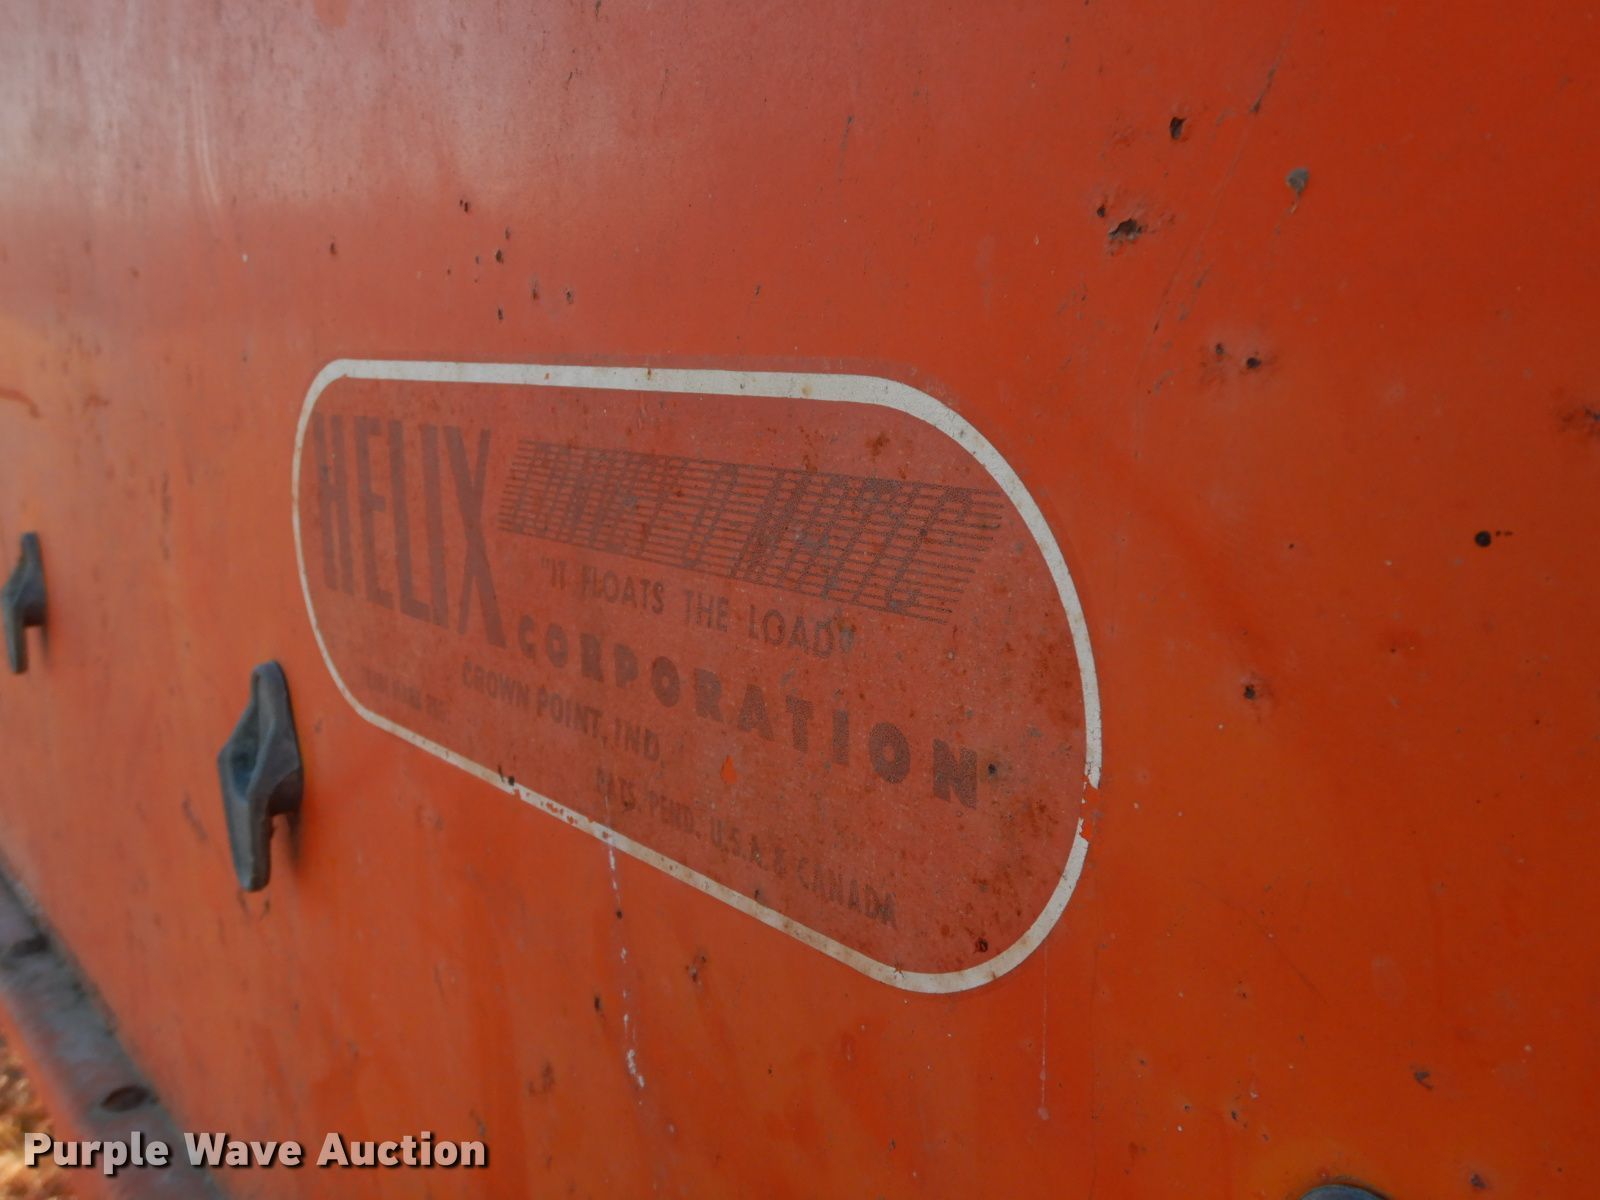 HELIX
"IT FLOATS THE LOAD"
CORPORATION
CROWN POINT, IND.
PATS. PEND. U.S.A & CANADA
Purple Wave Auction